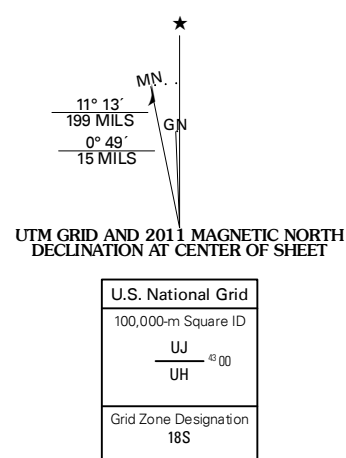 ★
MN
11° 13´
199 MILS
GN
0° 49´
15 MILS
UTM GRID AND 2011 MAGNETIC NORTH
DECLINATION AT CENTER OF SHEET
U.S. National Grid
100,000-m Square ID
UJ
43 00
UH
Grid Zone Designation
18S